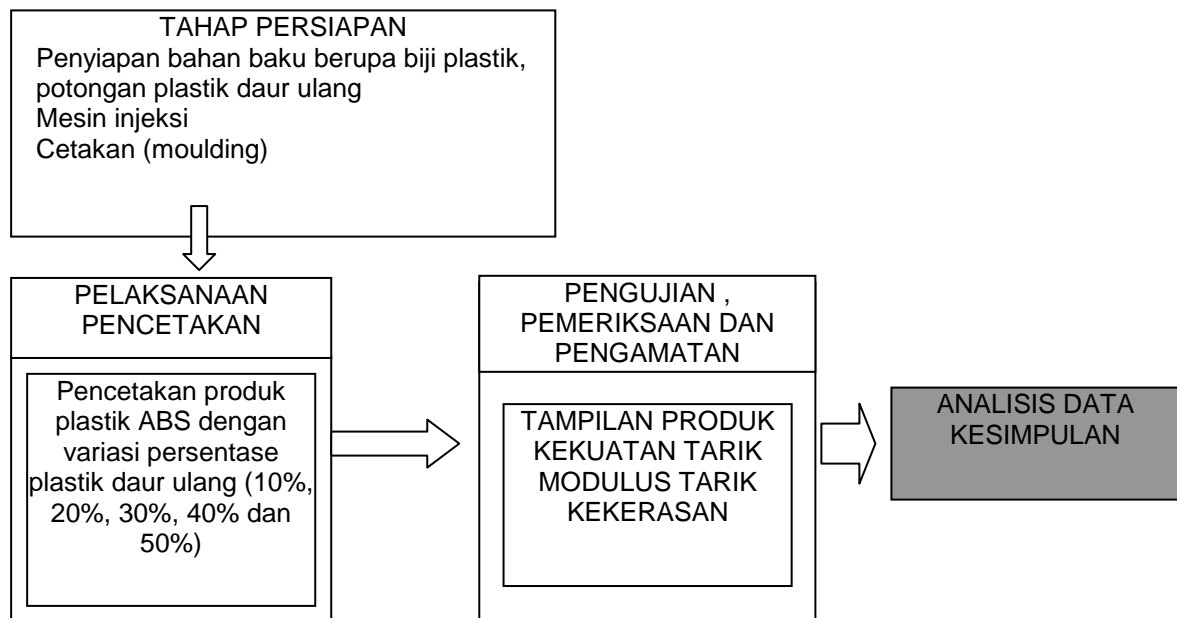 TAHAP PERSIAPAN
Penyiapan bahan baku berupa biji plastik,
potongan plastik daur ulang
Mesin injeksi
Cetakan (moulding)
PELAKSANAAN
PENCETAKAN
Pencetakan produk
plastik ABS dengan
variasi persentase
plastik daur ulang (10%,
20%, 30%, 40% dan
50%)
PENGUJIAN ,
PEMERIKSAAN DAN
PENGAMATAN
TAMPILAN PRODUK
KEKUATAN TARIK
MODULUS TARIK
KEKERASAN
ANALISIS DATA
KESIMPULAN